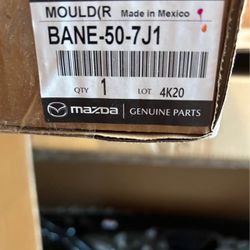 MOULD(R Made in Mexico
BANE-50-7J1
1
QTY LOT 4K20
mazda GENUINE PARTS